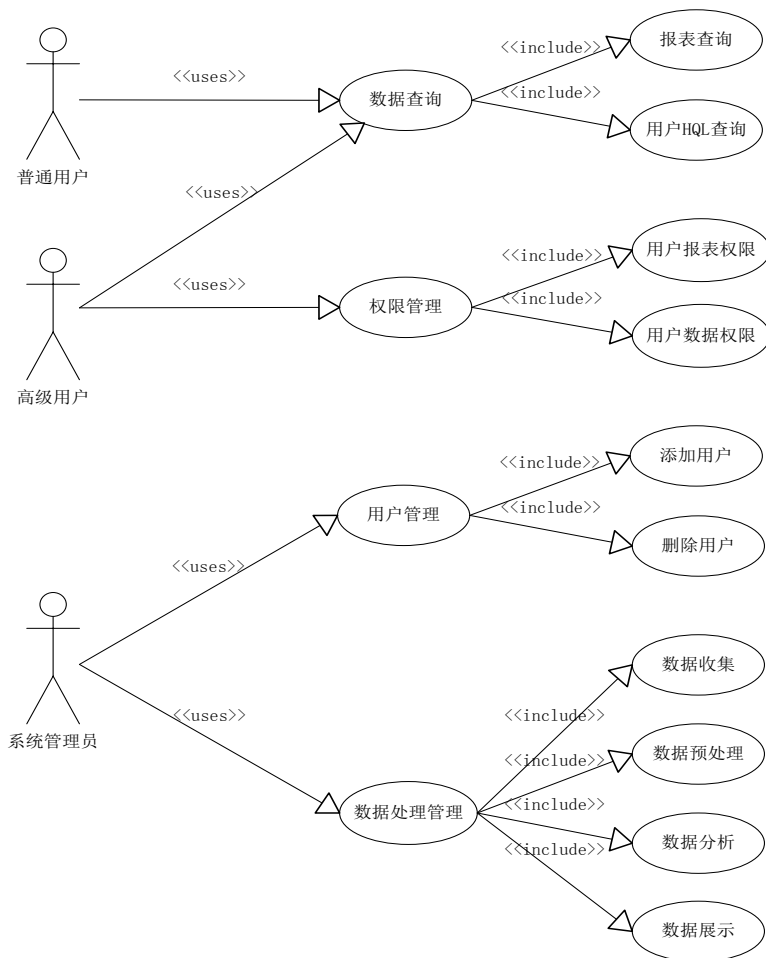 报表查询
<<include>>
<<uses>>
数据查询
<<include>>
用户HQL查询
普通用户
<<uses>>
用户报表权限
<<include>>
<<uses>>
权限管理
<<include>>
用户数据权限
高级用户
添加用户
<<include>>
用户管理
<<include>>
删除用户
<<uses>>
数据收集
<<uses>>
<<include>>
系统管理员
数据预处理
<<include>>
数据处理管理
<<include>>
数据分析
<<include>>
数据展示